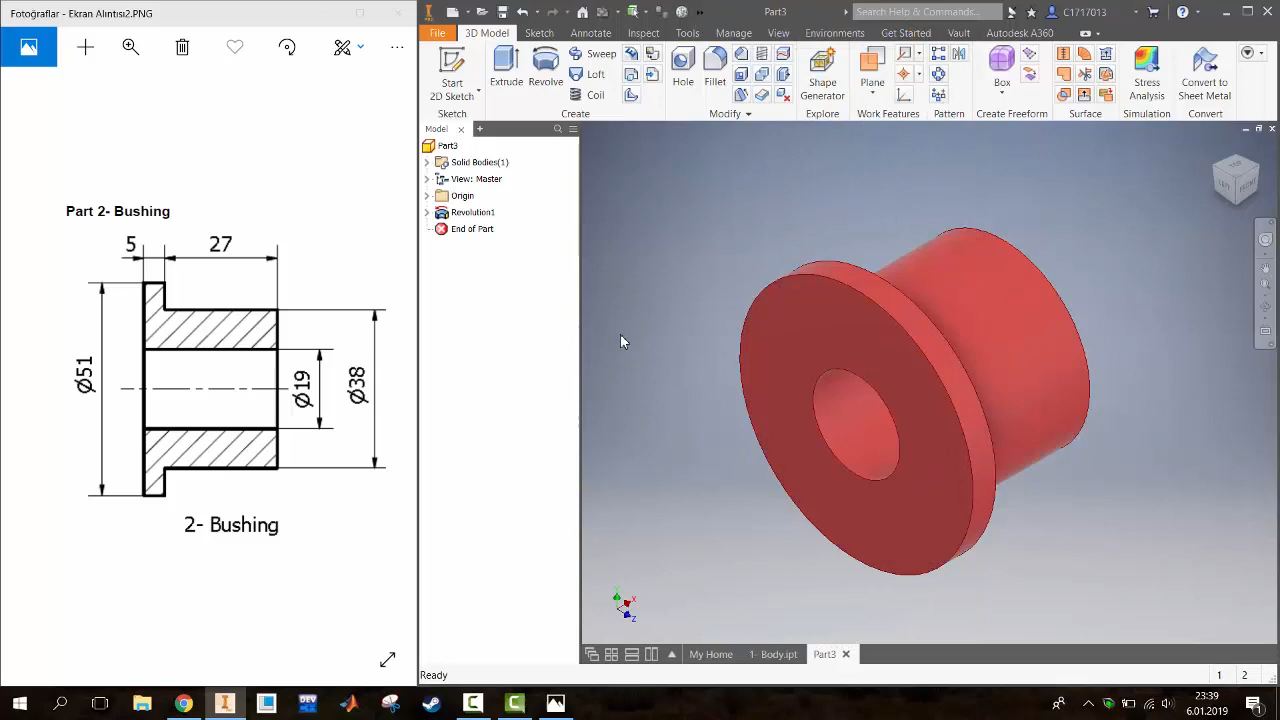 Fotoğraflar - Ekran Alıntısı2.PNG
Part 2- Bushing
5
27
Ø51
Ø19
Ø38
2- Bushing
Part3
Search Help & Commands...
C1717013
File
3D Model
Sketch
Annotate
Inspect
Tools
Manage
View
Environments
Get Started
Vault
Autodesk A360
Start
2D Sketch
Extrude
Revolve
Sweep
Loft
Coil
Hole
Fillet
Shape
Generator
Plane
Box
Stress
Analysis
Convert to
Sheet Metal
Sketch
Create
Modify
Explore
Work Features
Pattern
Create Freeform
Surface
Simulation
Convert
Model
Part3
Solid Bodies(1)
View: Master
Origin
Revolution1
End of Part
TOP
LEFT
FRONT
Y
X
Z
My Home
1- Body.ipt
Part3
Ready
1
2
DEV
23:39
6.01.2019